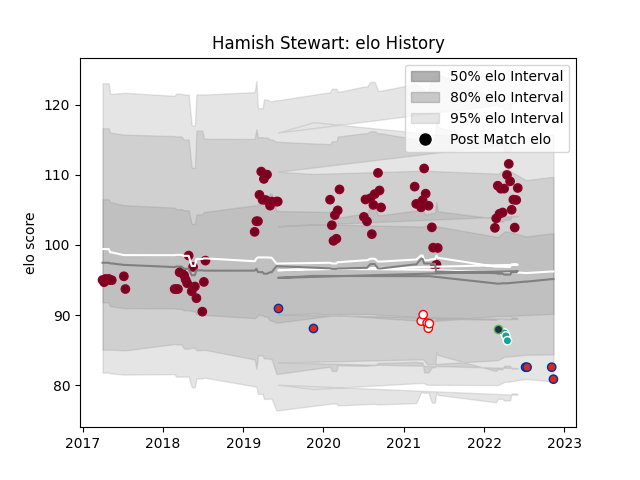 Hamish Stewart: elo History
50% elo Interval
80% elo Interval
95% elo Interval
Post Match elo
elo score
120
110
100
90
80
2017 2018 2019 2020 2021 2022 2023